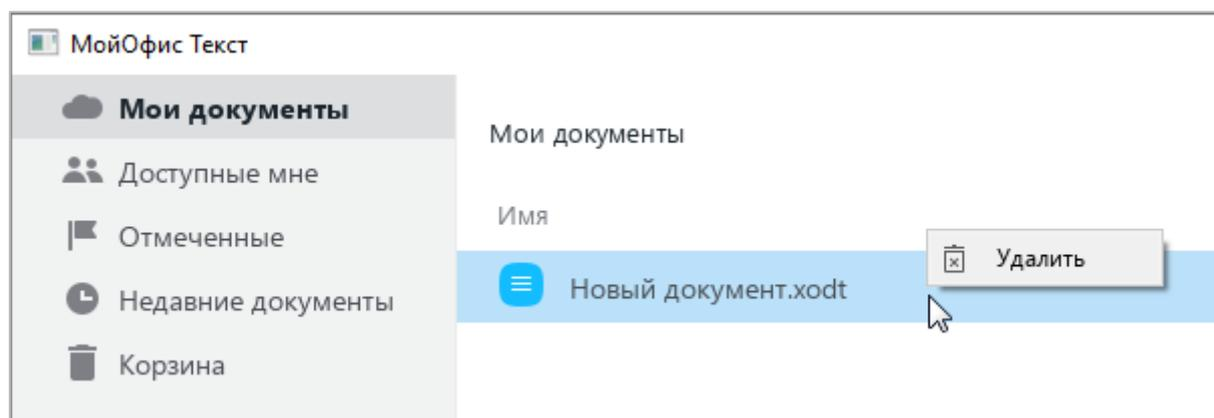 МойОфис Текст
Мои документы
Доступные мне
Отмеченные
Недавние документы
Корзина
Мои документы
Имя
Новый документ.xodt
Удалить